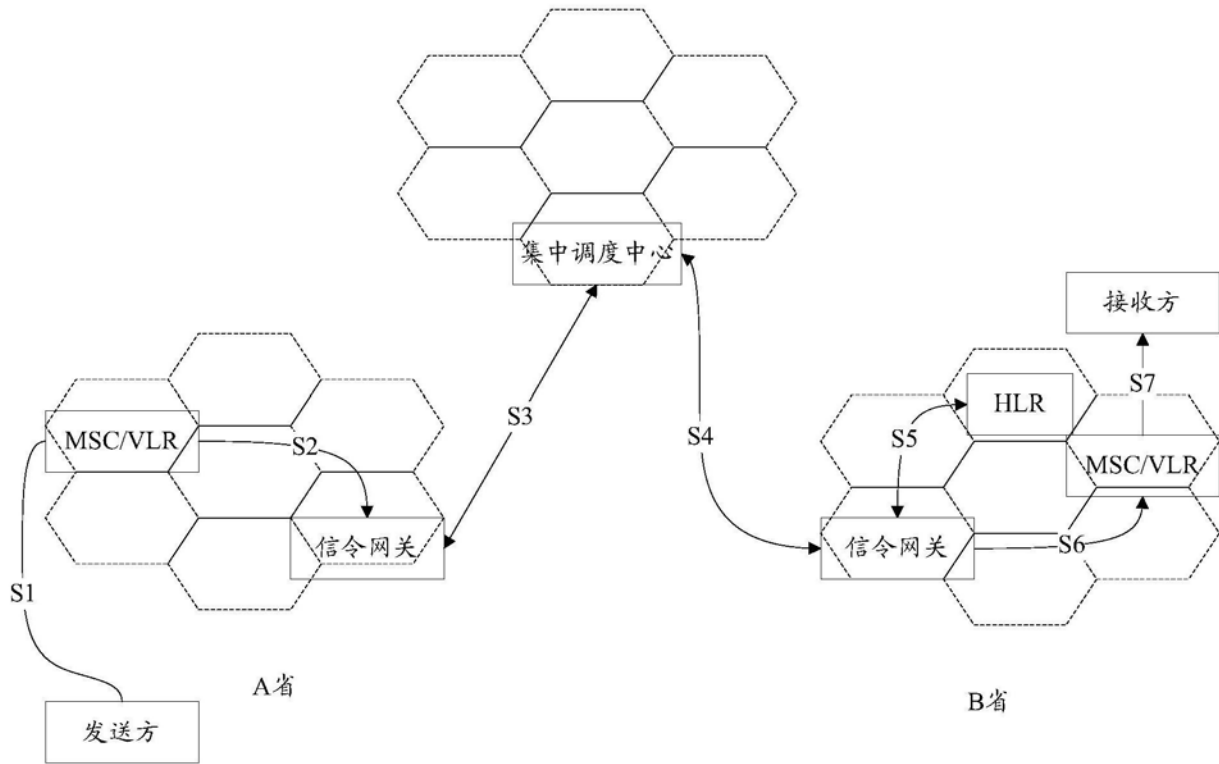 集中调度中心
接收方
HLR
S7
MSC/VLR
S2
S3
S4
S5
MSC/VLR
信令网关
信令网关
S6
S1
A省
B省
发送方